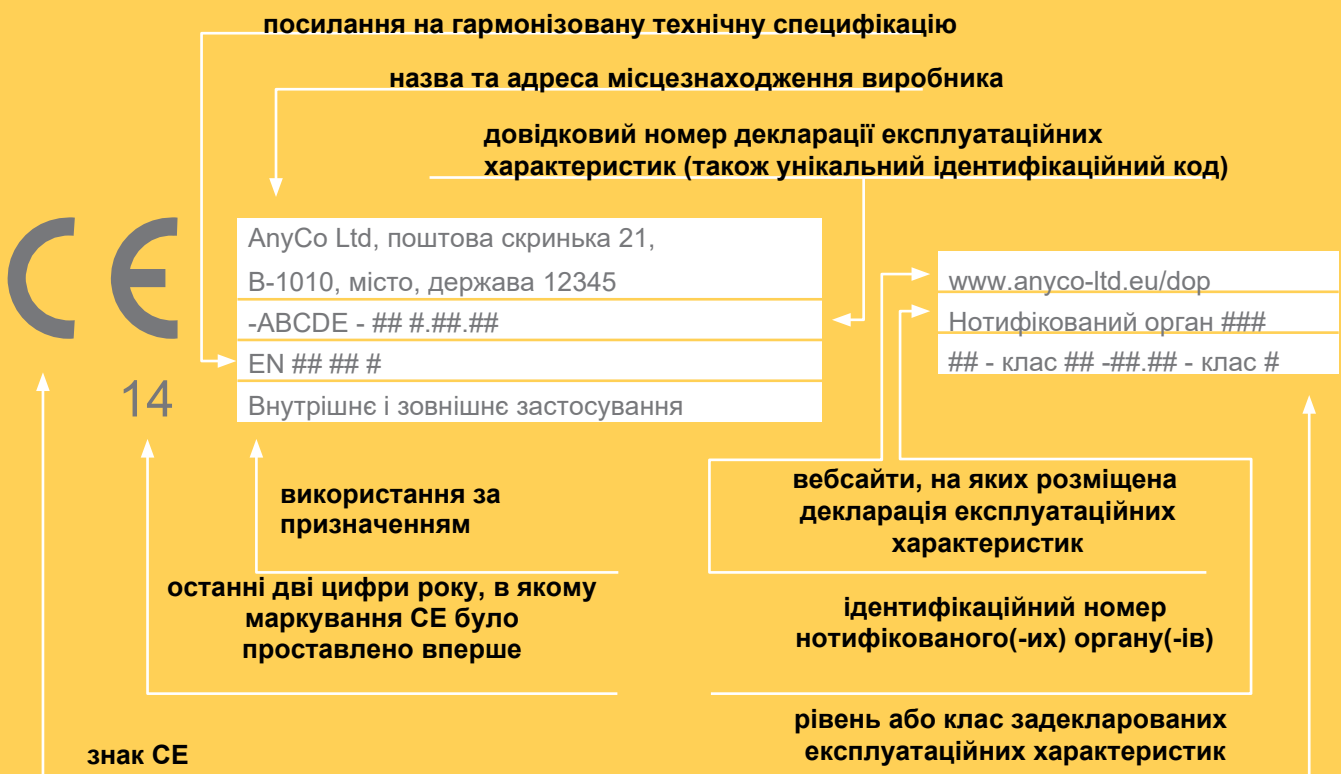 посилання на гармонізовану технічну специфікацію
назва та адреса місцезнаходження виробника
довідковий номер декларації експлуатаційних
характеристик (також унікальний ідентифікаційний код)
CE
14
AnyCo Ltd, поштова скринька 21,
B-1010, місто, держава 12345
-ABCDE - ## #.##.##
EN ## ## #
Внутрішнє і зовнішнє застосування
www.anyco-ltd.eu/dop
Нотифікований орган ###
## - клас ## -##.## - клас #
використання за
призначенням
останні дві цифри року, в якому
маркування СЕ було
проставлено вперше
знак СЕ
вебсайти, на яких розміщена
декларація експлуатаційних
характеристик
ідентифікаційний номер
нотифікованого(-их) органу(-ів)
рівень або клас задекларованих
експлуатаційних характеристик